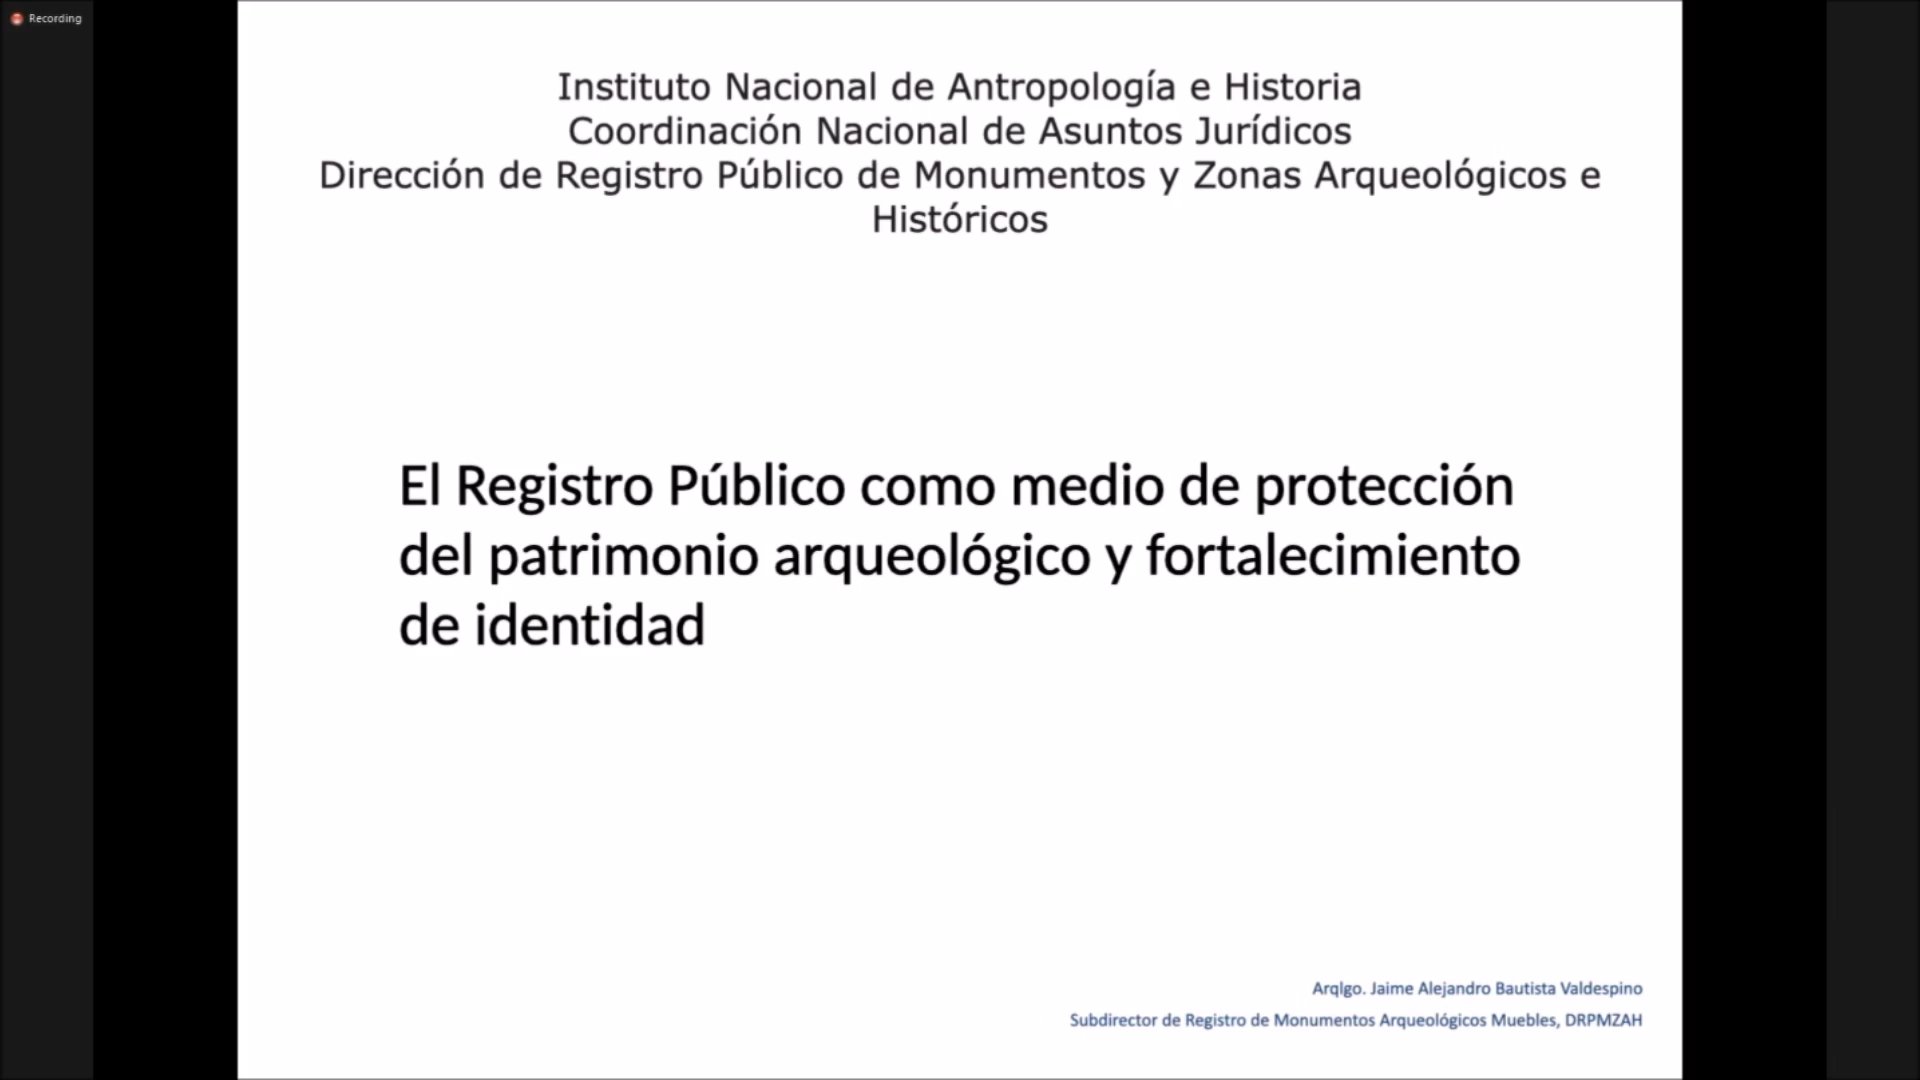 Recording
Instituto Nacional de Antropología e Historia
Coordinación Nacional de Asuntos Jurídicos
Dirección de Registro Público de Monumentos y Zonas Arqueológicos e
Históricos
El Registro Público como medio de protección
del patrimonio arqueológico y fortalecimiento
de identidad
Arqlgo. Jaime Alejandro Bautista Valdespino
Subdirector de Registro de Monumentos Arqueológicos Muebles, DRPMZAH